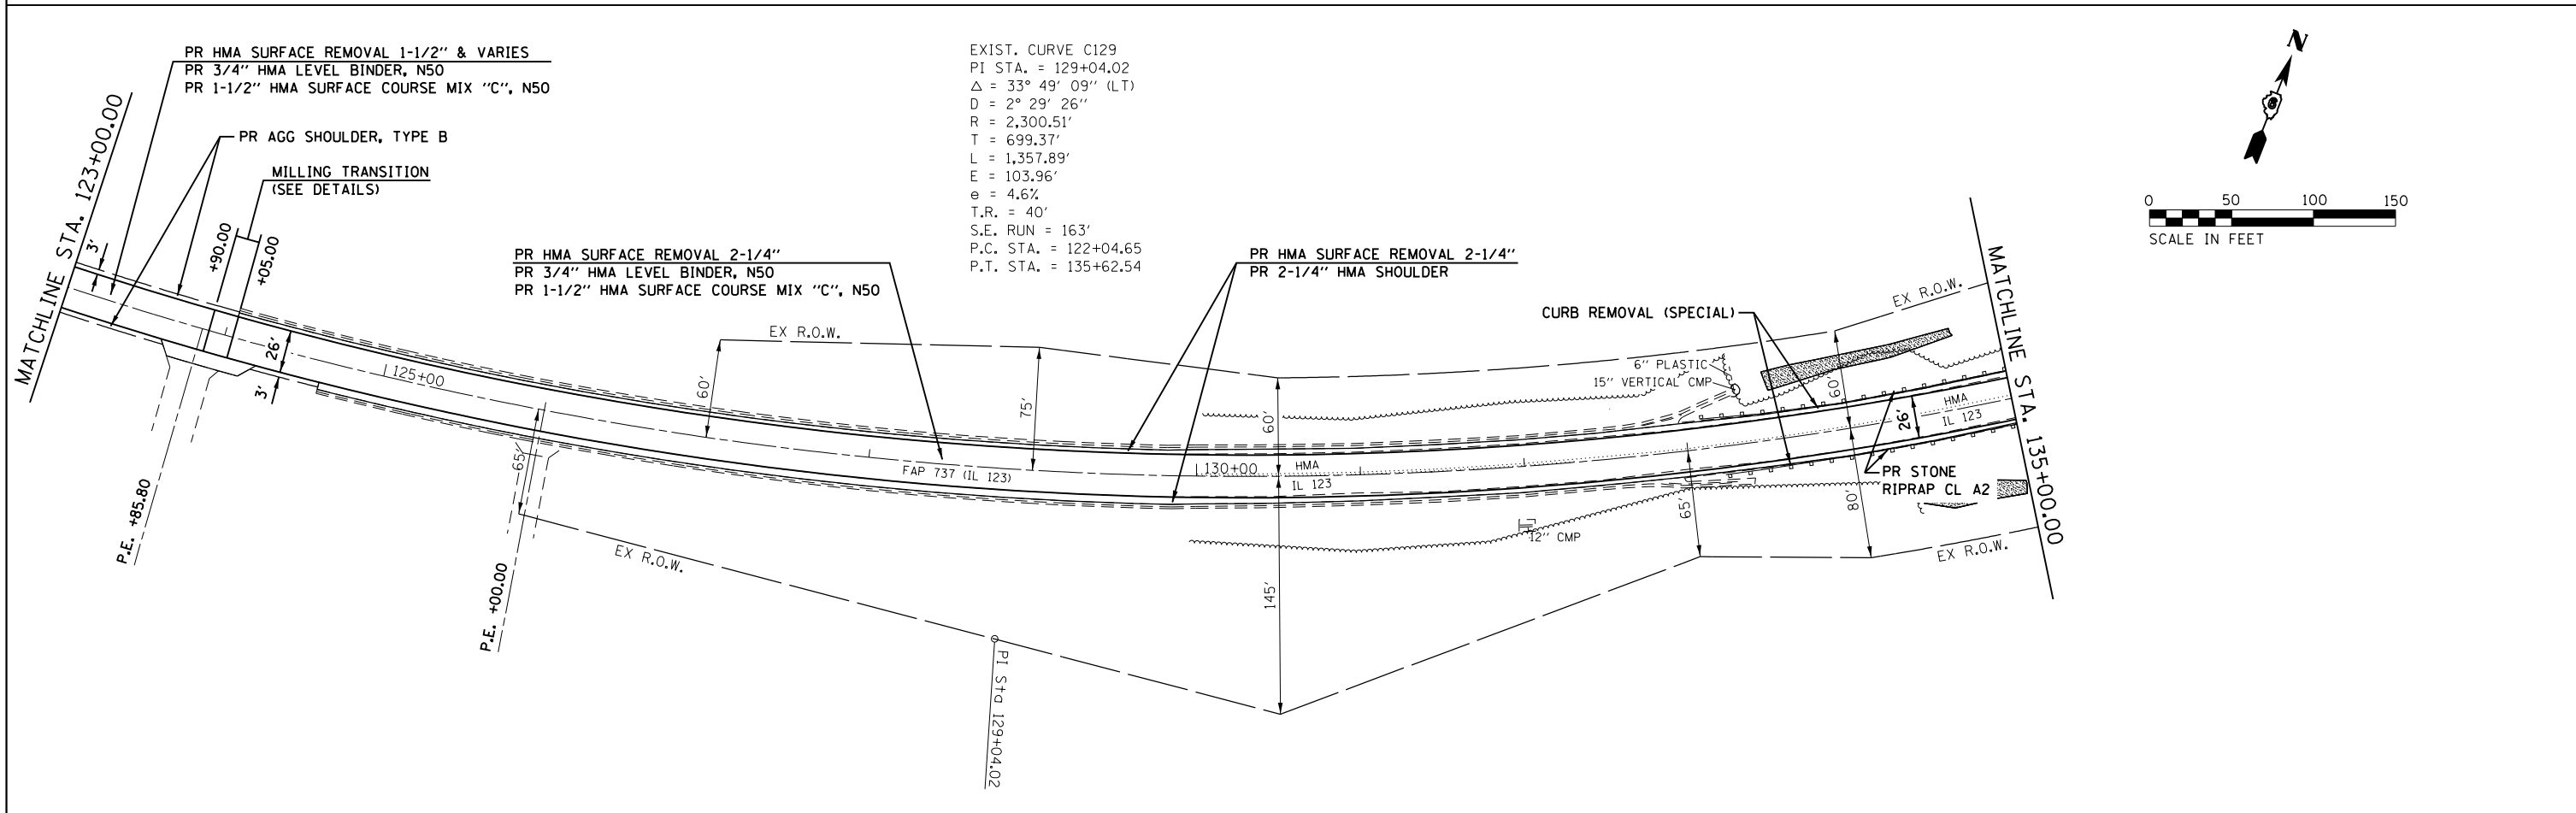 PR HMA SURFACE REMOVAL 1-1/2" & VARIES
PR 3/4" HMA LEVEL BINDER, N50
PR 1-1/2" HMA SURFACE COURSE MIX "C", N50
PR AGG SHOULDER, TYPE B
MILLING TRANSITION
(SEE DETAILS)
MATCHLINE STA. 123+00.00
3'
+90.00
+05.00
26'
3'
125+00
P.E. +85.80
P.E. +00.00
65'
EXIST. CURVE C129
PI STA. = 129+04.02
Δ = 33° 49' 09" (LT)
D = 2° 29' 26"
R = 2,300.51'
T = 699.37'
L = 1,357.89'
E = 103.96'
e = 4.6%
T.R. = 40'
S.E. RUN = 163'
P.C. STA. = 122+04.65
P.T. STA. = 135+62.54
PR HMA SURFACE REMOVAL 2-1/4"
PR 3/4" HMA LEVEL BINDER, N50
PR 1-1/2" HMA SURFACE COURSE MIX "C", N50
PR HMA SURFACE REMOVAL 2-1/4"
PR 2-1/4" HMA SHOULDER
EX R.O.W.
60'
75'
60'
FAP 737 (IL 123)
130+00
HMA
IL 123
145'
EX R.O.W.
PI Sta 129+04.02
CURB REMOVAL (SPECIAL)
6" PLASTIC
15" VERTICAL CMP
12" CMP
60'
65'
80'
26'
HMA
IL 123
EX R.O.W.
PR STONE
RIPRAP CL A2
EX R.O.W.
MATCHLINE STA. 135+00.00
N
0 50 100 150
SCALE IN FEET